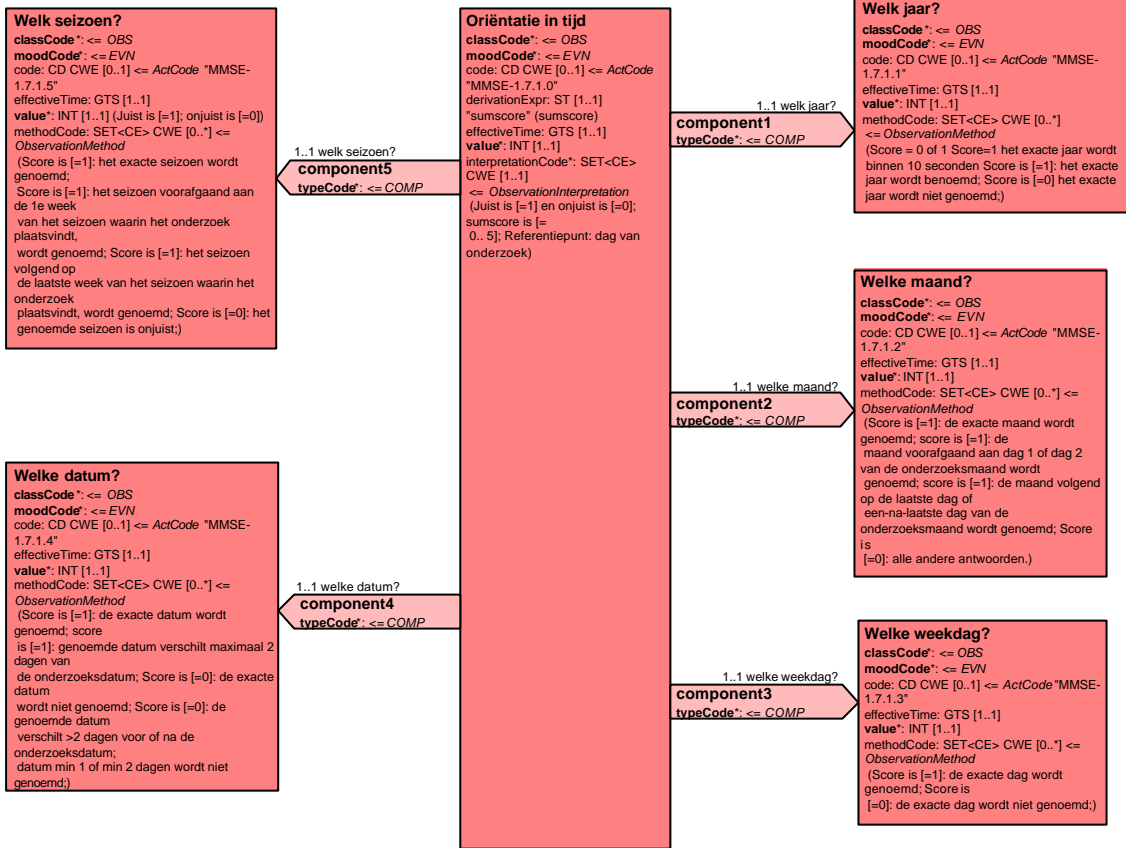 Welk seizoen?
classCode*: <= OBS
moodCode*: <= EVN
code: CD CWE [0..1] <= ActCode "MMSE-
1.7.1.5"
effectiveTime: GTS [1..1]
value*: INT [1..1] (Juist is [=1]; onjuist is [=0])
methodCode: SET<CE> CWE [0..*] <=
ObservationMethod
(Score is [=1]: het exacte seizoen wordt
genoemd;
Score is [=1]: het seizoen voorafgaand aan
de 1e week
van het seizoen waarin het onderzoek
plaatsvindt,
wordt genoemd; Score is [=1]: het seizoen
volgend op
de laatste week van het seizoen waarin het
onderzoek
plaatsvindt, wordt genoemd; Score is [=0]: het
genoemde seizoen is onjuist;)
1..1 welk seizoen?
component5
typeCode*: <= COMP
Oriëntatie in tijd
classCode*: <= OBS
moodCode*: <= EVN
code: CD CWE [0..1] <= ActCode
"MMSE-1.7.1.0"
derivationExpr: ST [1..1]
"sumscore" (sumscore)
effectiveTime: GTS [1..1]
value*: INT [1..1]
interpretationCode*: SET<CE>
CWE [1..1]
<= ObservationInterpretation
(Juist is [=1] en onjuist is [=0];
sumscore is [=
0.. 5]; Referentiepunt: dag van
onderzoek)
1..1 welk jaar?
component1
typeCode*: <= COMP
Welk jaar?
classCode*: <= OBS
moodCode*: <= EVN
code: CD CWE [0..1] <= ActCode "MMSE-
1.7.1.1"
effectiveTime: GTS [1..1]
value*: INT [1..1]
methodCode: SET<CE> CWE [0..*]
<= ObservationMethod
(Score = 0 of 1 Score=1 het exacte jaar wordt
binnen 10 seconden Score is [=1]: het exacte
jaar wordt benoemd; Score is [=0] het exacte
jaar wordt niet genoemd;)
1..1 welke maand?
component2
typeCode*: <= COMP
Welke maand?
classCode*: <= OBS
moodCode*: <= EVN
code: CD CWE [0..1] <= ActCode "MMSE-
1.7.1.2"
effectiveTime: GTS [1..1]
value*: INT [1..1]
methodCode: SET<CE> CWE [0..*] <=
ObservationMethod
(Score is [=1]: de exacte maand wordt
genoemd; score is [=1]: de
maand voorafgaand aan dag 1 of dag 2
van de onderzoeksmaand wordt
genoemd; score is [=1]: de maand volgend
op de laatste dag of
een-na-laatste dag van de
onderzoeksmaand wordt genoemd; Score
is
[=0]: alle andere antwoorden.)
Welke datum?
classCode*: <= OBS
moodCode*: <= EVN
code: CD CWE [0..1] <= ActCode "MMSE-
1.7.1.4"
effectiveTime: GTS [1..1]
value*: INT [1..1]
methodCode: SET<CE> CWE [0..*] <=
ObservationMethod
(Score is [=1]: de exacte datum wordt
genoemd; score
is [=1]: genoemde datum verschilt maximaal 2
dagen van
de onderzoeksdatum; Score is [=0]: de exacte
datum
wordt niet genoemd; Score is [=0]: de
genoemde datum
verschilt >2 dagen voor of na de
onderzoeksdatum;
datum min 1 of min 2 dagen wordt niet
genoemd;)
1..1 welke datum?
component4
typeCode*: <= COMP
1..1 welke weekdag?
component3
typeCode*: <= COMP
Welke weekdag?
classCode*: <= OBS
moodCode*: <= EVN
code: CD CWE [0..1] <= ActCode "MMSE-
1.7.1.3"
effectiveTime: GTS [1..1]
value*: INT [1..1]
methodCode: SET<CE> CWE [0..*] <=
ObservationMethod
(Score is [=1]: de exacte dag wordt
genoemd; Score is
[=0]: de exacte dag wordt niet genoemd;)